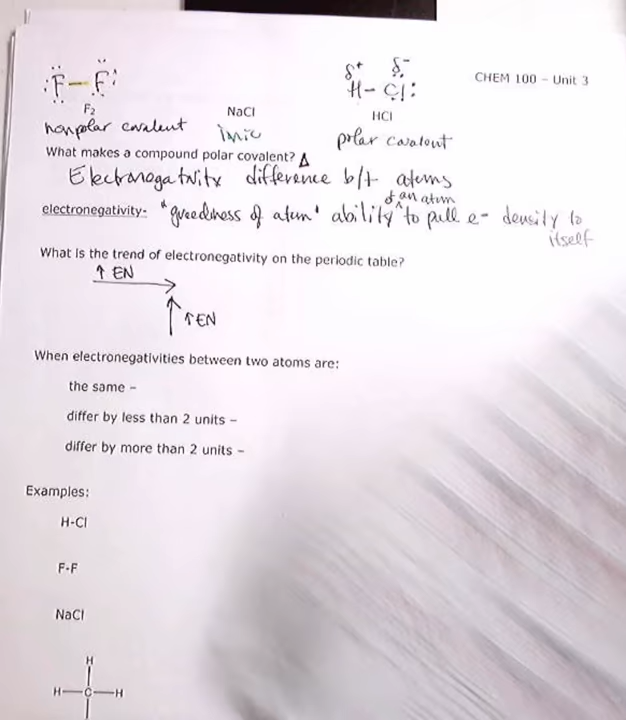 δ+ δ-
:F-F: H-Cl: CHEM 100 - Unit 3
F2 NaCl HCl
nonpolar covalent ionic polar covalent
What makes a compound polar covalent? Δ
Electronegativity difference b/t atoms
of an atom
electronegativity- "greediness of atom" ability ^ to pull e- density to
itself
What is the trend of electronegativity on the periodic table?
↑ EN
↑EN
When electronegativities between two atoms are:
the same -
differ by less than 2 units -
differ by more than 2 units -
Examples:
H-Cl
F-F
NaCl
H
H-C-H